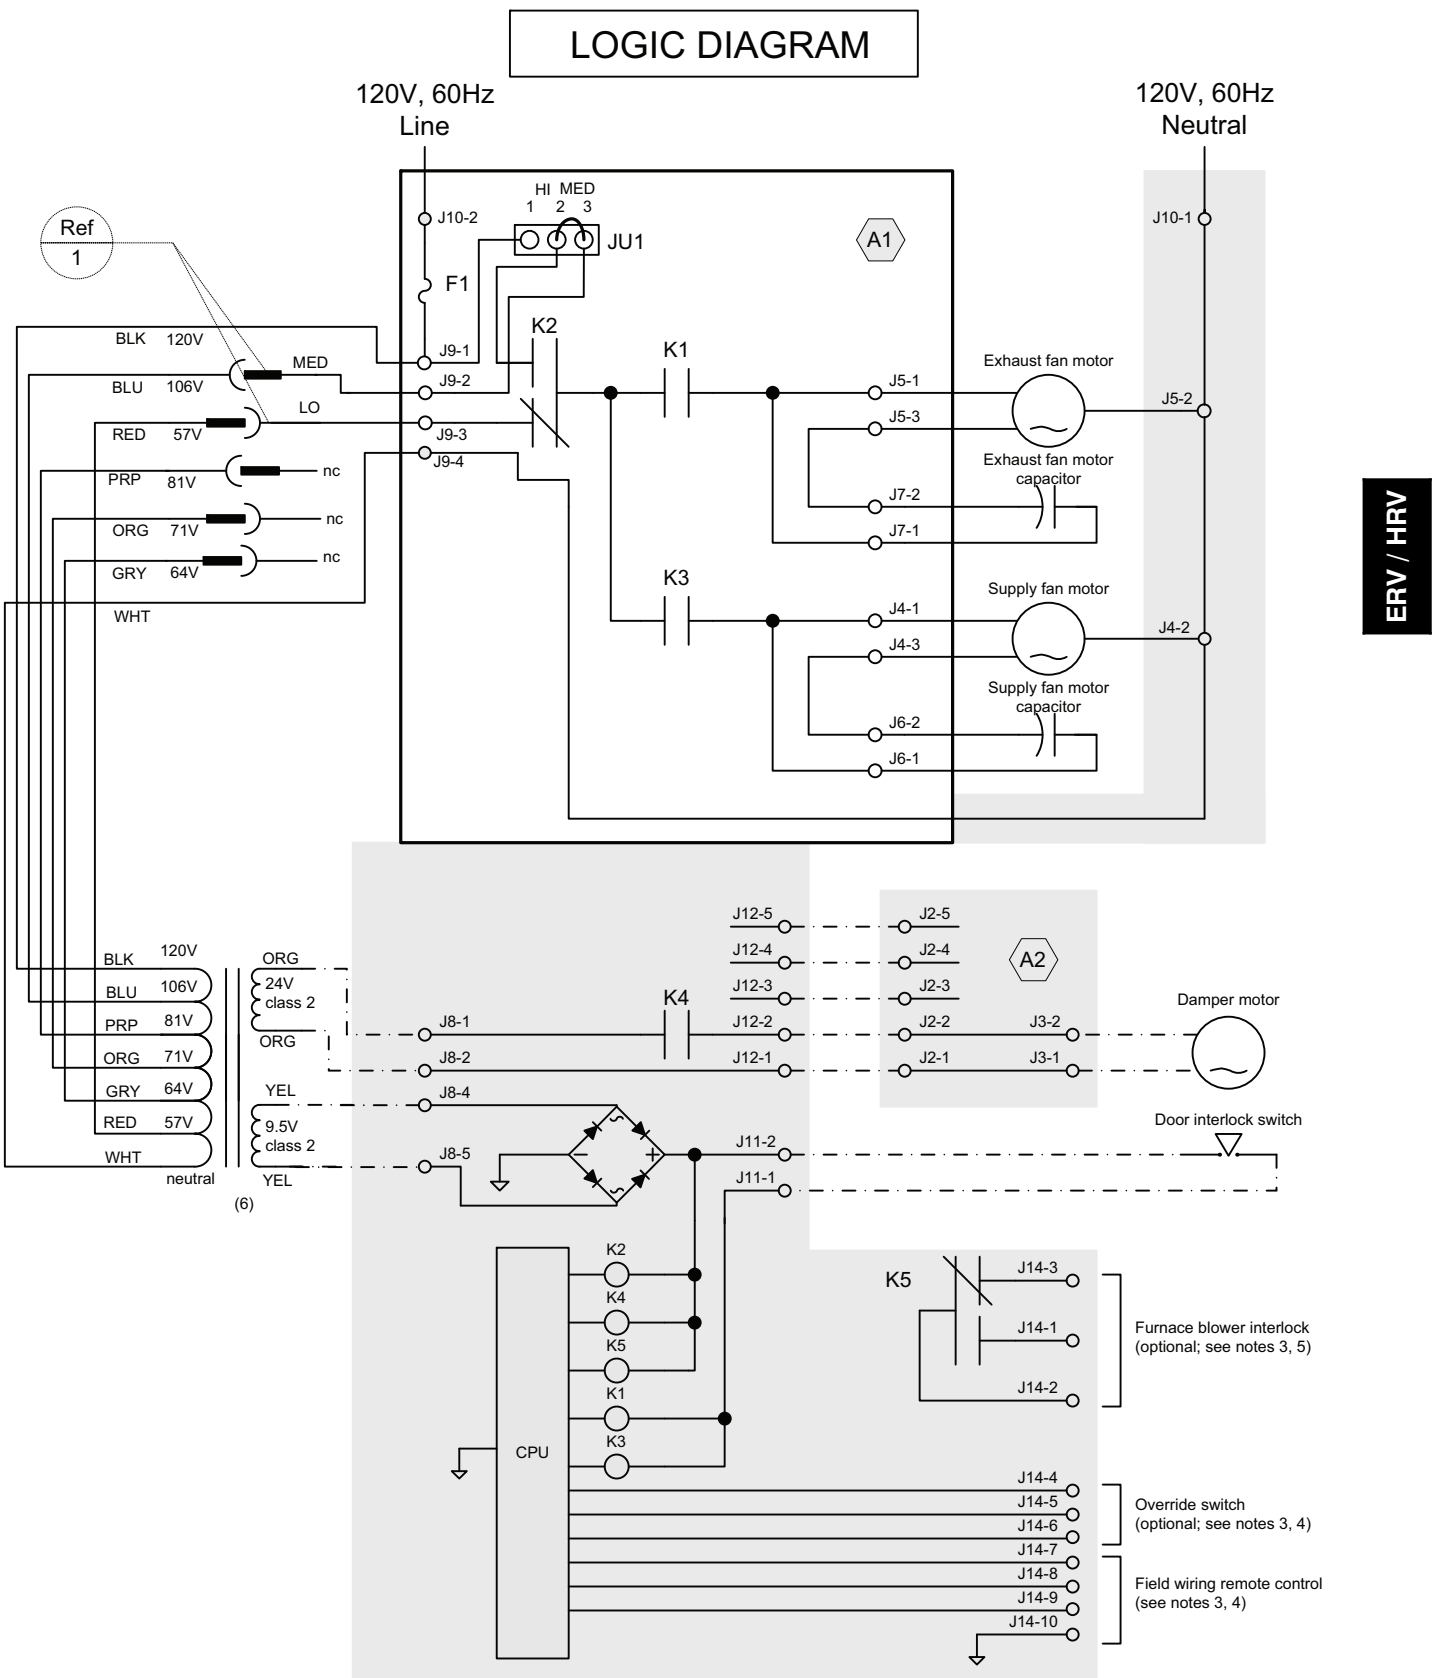 LOGIC DIAGRAM
120V, 60Hz
Line
120V, 60Hz
Neutral
HI MED
1 2 3
J10-2
JU1
A1
J10-1
Ref
1
F1
K2
BLK 120V
J9-1
K1
MED
Exhaust fan motor
BLU 106V
J9-2
J5-1
J5-2
LO
RED 57V
J9-3
J5-3
J9-4
Exhaust fan motor
capacitor
PRP 81V
nc
J7-2
ORG 71V
nc
J7-1
GRY 64V
nc
K3
Supply fan motor
WHT
J4-1
J4-2
J4-3
Supply fan motor
capacitor
J6-2
J6-1
ERV / HRV
J12-5
J2-5
J12-4
J2-4
A2
J12-3
J2-3
BLK 120V
ORG
24V
class 2
BLU 106V
K4
Damper motor
PRP 81V
ORG
J8-1
J12-2
J2-2
J3-2
ORG 71V
J8-2
J12-1
J2-1
J3-1
GRY 64V
YEL
J8-4
RED 57V
9.5V
class 2
Door interlock switch
J11-2
WHT
neutral
YEL
J8-5
J11-1
(6)
K2
K4
K5
K1
K3
CPU
K5
J14-3
J14-1
J14-2
Furnace blower interlock
(optional; see notes 3, 5)
J14-4
J14-5
J14-6
Override switch
(optional; see notes 3, 4)
J14-7
J14-8
J14-9
J14-10
Field wiring remote control
(see notes 3, 4)